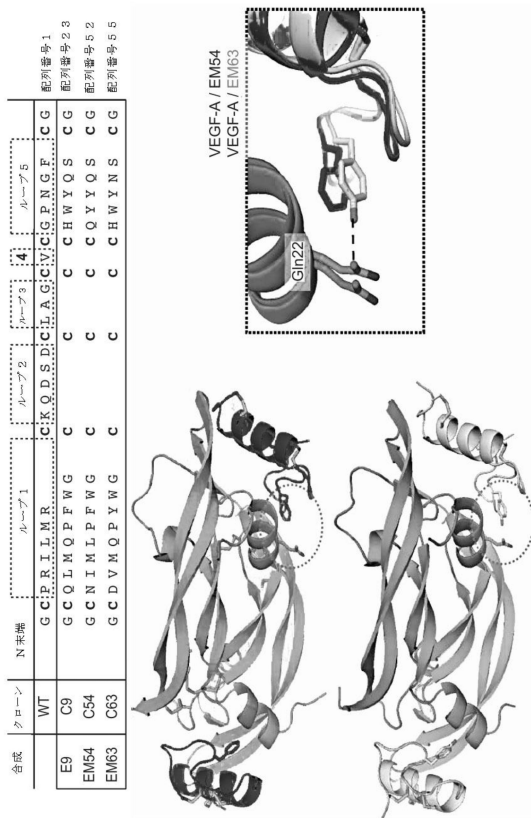 合成 クローン N末端 ループ1 ループ2 ループ3 4 ループ5
WT G C P R I L M R C K Q D S D C L A G C V C G P N G F C G 配列番号1
E9 C9 G C Q L M Q P F W G C C C C H W Y Q S C G 配列番号23
EM54 C54 G C N I M L P F W G C C C C Q Y Y Q S C G 配列番号52
EM63 C63 G C D V M Q P Y W G C C C C H W Y N S C G 配列番号55
VEGF-A / EM54
VEGF-A / EM63
Gln22